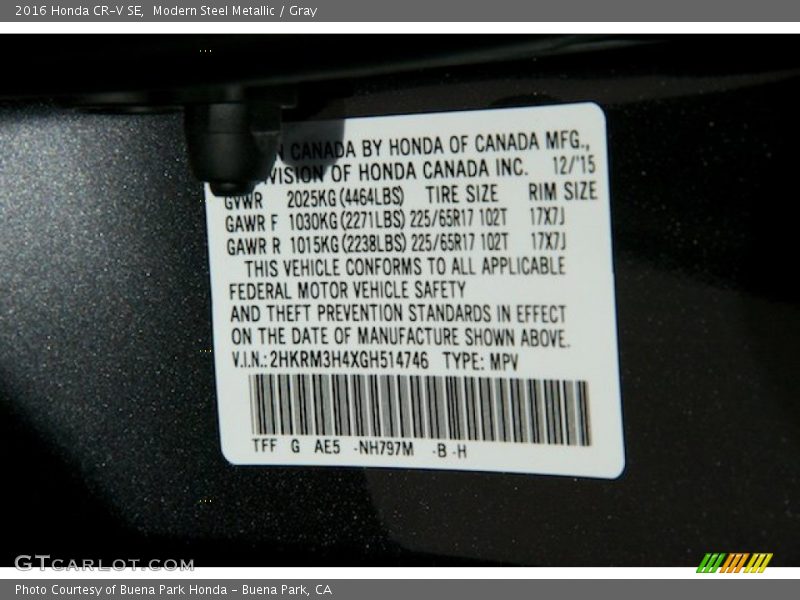 2016 Honda CR-V SE, Modern Steel Metallic / Gray
CANADA BY HONDA OF CANADA MFG.,
OF HONDA CANADA INC. 12/'15
GVWR 2025KG (4464LBS) TIRE SIZE RIM SIZE
GAWR F 1030KG (2271LBS) 225/65R17 102T 17X7J
GAWR R 1015KG (2238LBS) 225/65R17 102T 17X7J
THIS VEHICLE CONFORMS TO ALL APPLICABLE
FEDERAL MOTOR VEHICLE SAFETY
AND THEFT PREVENTION STANDARDS IN EFFECT
ON THE DATE OF MANUFACTURE SHOWN ABOVE.
V.I.N.: 2HKRM3H4XGH514746 TYPE: MPV
TFF G AE5 -NH797M -B -H
GTCARLOT.COM
Photo Courtesy of Buena Park Honda – Buena Park, CA